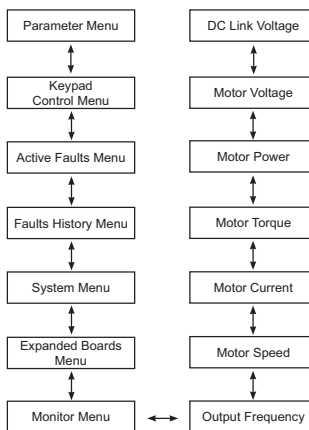 Parameter Menu
Keypad
Control Menu
Active Faults Menu
Faults History Menu
System Menu
Expanded Boards
Menu
Monitor Menu
DC Link Voltage
Motor Voltage
Motor Power
Motor Torque
Motor Current
Motor Speed
Output Frequency